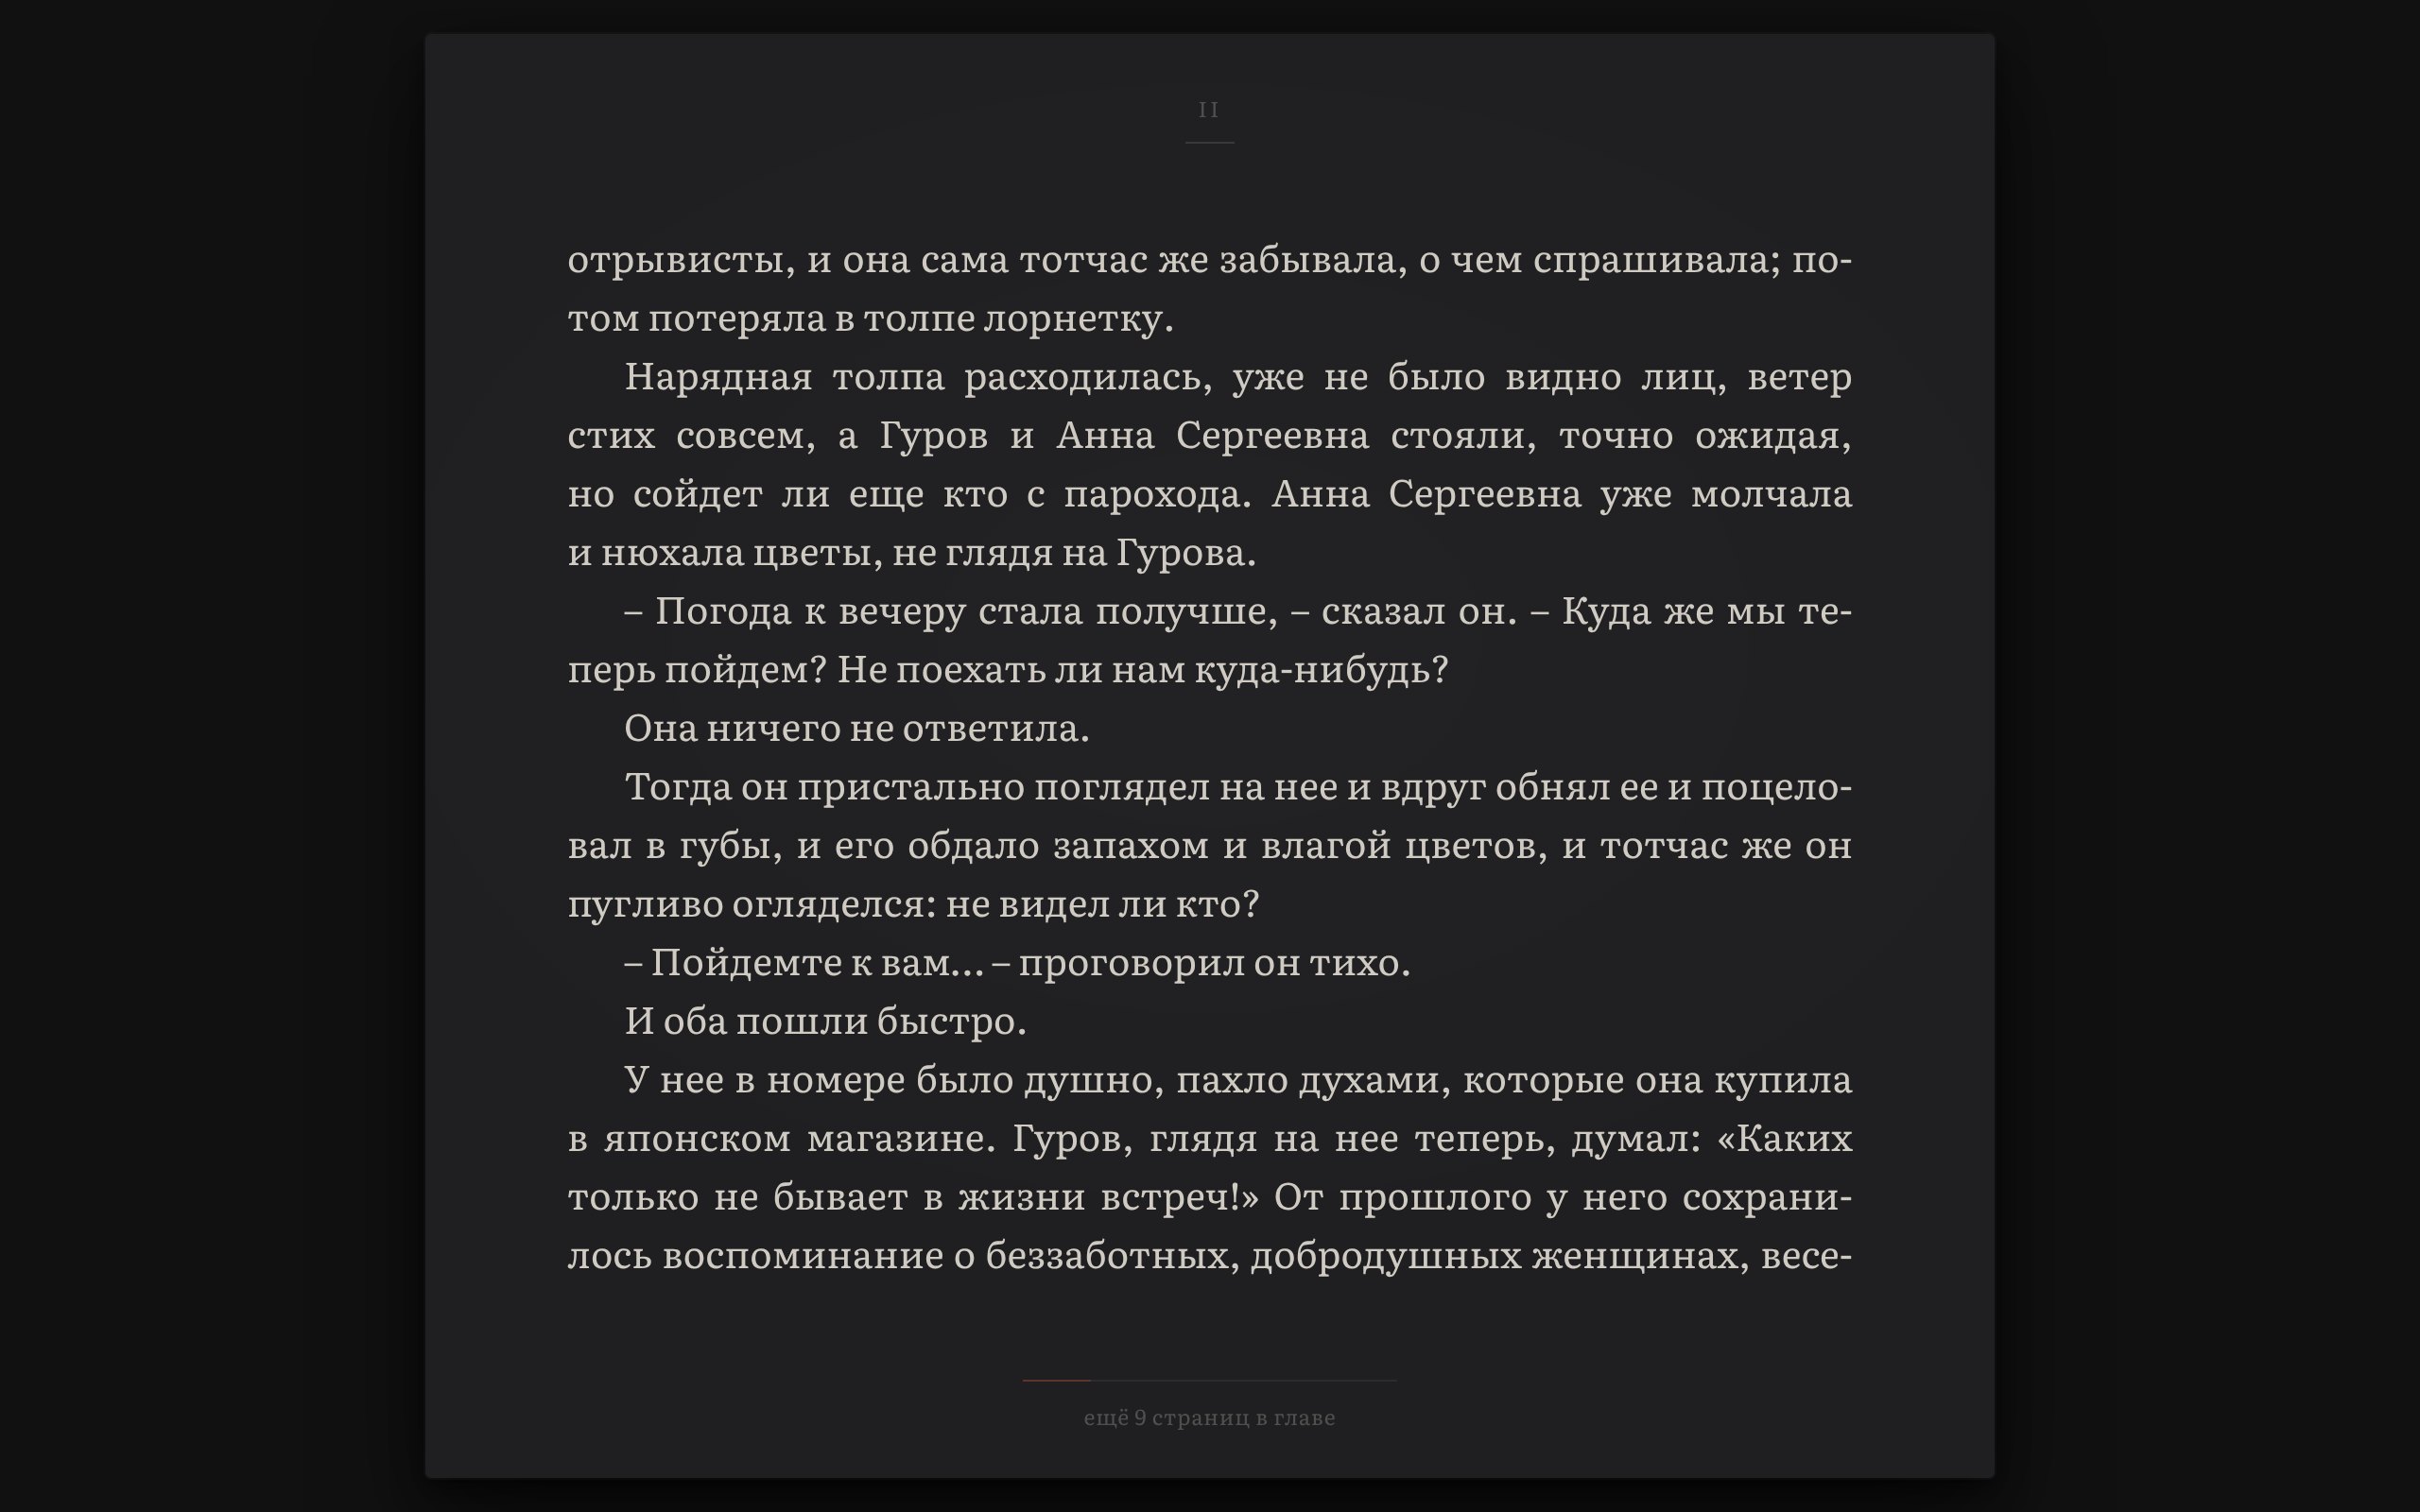 II
отрывисты, и она сама тотчас же забывала, о чем спрашивала; по-
том потеряла в толпе лорнетку.
Нарядная толпа расходилась, уже не было видно лиц, ветер
стих совсем, а Гуров и Анна Сергеевна стояли, точно ожидая,
но сойдет ли еще кто с парохода. Анна Сергеевна уже молчала
и нюхала цветы, не глядя на Гурова.
– Погода к вечеру стала получше, – сказал он. – Куда же мы те-
перь пойдем? Не поехать ли нам куда-нибудь?
Она ничего не ответила.
Тогда он пристально поглядел на нее и вдруг обнял ее и поцело-
вал в губы, и его обдало запахом и влагой цветов, и тотчас же он
пугливо огляделся: не видел ли кто?
– Пойдемте к вам… – проговорил он тихо.
И оба пошли быстро.
У нее в номере было душно, пахло духами, которые она купила
в японском магазине. Гуров, глядя на нее теперь, думал: «Каких
только не бывает в жизни встреч!» От прошлого у него сохрани-
лось воспоминание о беззаботных, добродушных женщинах, весе-
ещё 9 страниц в главе